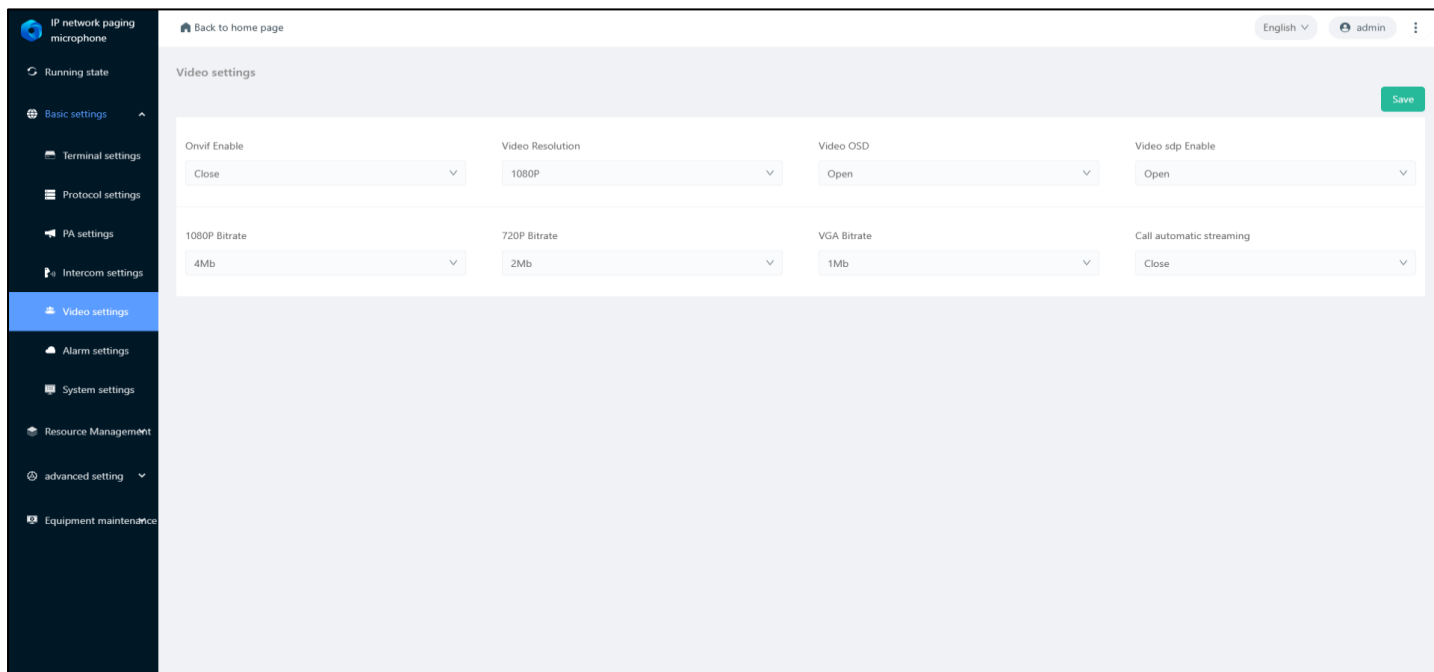 IP network paging
microphone
Back to home page
English
admin
Running state
Basic settings
Terminal settings
Protocol settings
PA settings
Intercom settings
Video settings
Alarm settings
System settings
Resource Management
advanced setting
Equipment maintenance
Video settings
Save
Onvif Enable
Video Resolution
Video OSD
Video sdp Enable
Close
1080P
Open
Open
1080P Bitrate
720P Bitrate
VGA Bitrate
Call automatic streaming
4Mb
2Mb
1Mb
Close